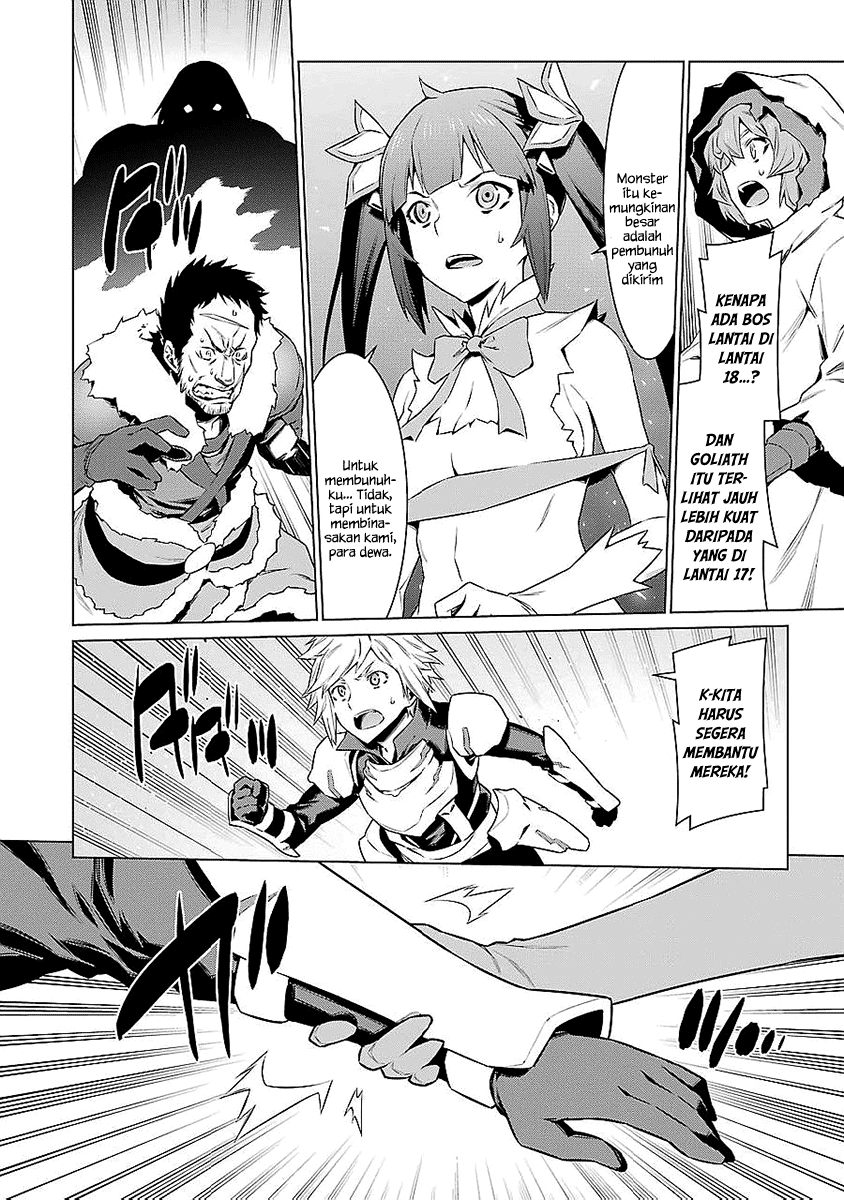 KENAPA
ADA BOS
LANTAI DI
LANTAI
18...?
DAN
GOLIATH
ITU TER-
LIHAT JAUH
LEBIH KUAT
DARIPADA
YANG DI
LANTAI 17!
Monster
itu ke-
mungkinan
besar
adalah
pembunuh
yang
dikirim
Untuk
membunuh-
ku... Tidak,
tapi untuk
membina-
sakan kami,
para dewa.
K-KITA
HARUS
SEGERA
MEMBANTU
MEREKA!